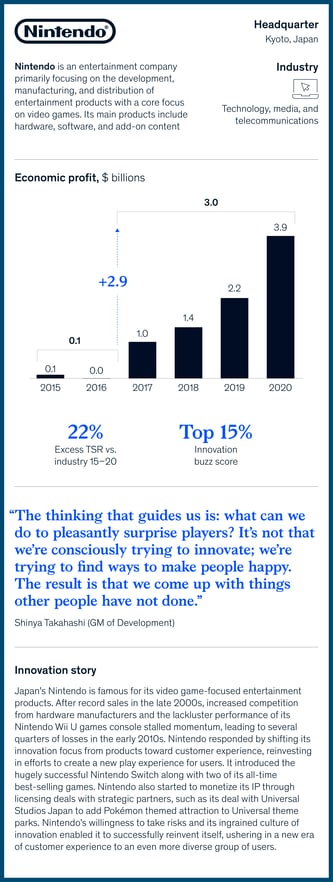 Nintendo®
Headquarter
Kyoto, Japan
Nintendo is an entertainment company
primarily focusing on the development,
manufacturing, and distribution of
entertainment products with a core focus
on video games. Its main products include
hardware, software, and add-on content
Industry
Technology, media, and
telecommunications
Economic profit, $ billions
3.0
3.9
+2.9
2.2
1.4
0.1
1.0
0.1
0.0
2015 2016 2017 2018 2019 2020
22%
Excess TSR vs.
industry 15–20
Top 15%
Innovation
buzz score
“The thinking that guides us is: what can we
do to pleasantly surprise players? It’s not that
we’re consciously trying to innovate; we’re
trying to find ways to make people happy.
The result is that we come up with things
other people have not done.”
Shinya Takahashi (GM of Development)
Innovation story
Japan’s Nintendo is famous for its video game-focused entertainment
products. After record sales in the late 2000s, increased competition
from hardware manufacturers and the lackluster performance of its
Nintendo Wii U games console stalled momentum, leading to several
quarters of losses in the early 2010s. Nintendo responded by shifting its
innovation focus from products toward customer experience, reinvesting
in efforts to create a new play experience for users. It introduced the
hugely successful Nintendo Switch along with two of its all-time
best-selling games. Nintendo also started to monetize its IP through
licensing deals with strategic partners, such as its deal with Universal
Studios Japan to add Pokémon themed attraction to Universal theme
parks. Nintendo’s willingness to take risks and its ingrained culture of
innovation enabled it to successfully reinvent itself, ushering in a new era
of customer experience to an even more diverse group of users.